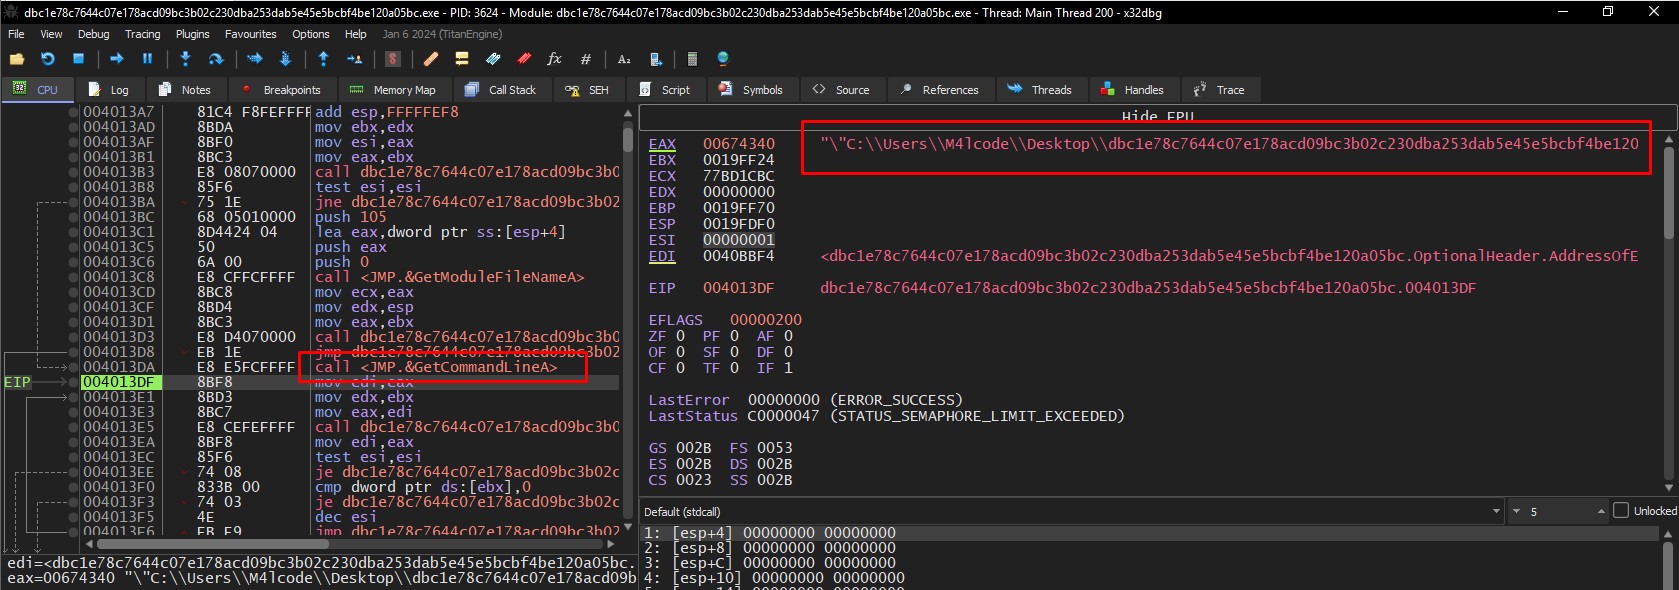 dbc1e78c7644c07e178acd09bc3b02c230dba253dab5e45e5bcbf4be120a05bc.exe - PID: 3624 - Module: dbc1e78c7644c07e178acd09bc3b02c230dba253dab5e45e5bcbf4be120a05bc.exe - Thread: Main Thread 200 - x32dbg
File View Debug Tracing Plugins Favourites Options Help Jan 6 2024 (TitanEngine)
CPU Log Notes Breakpoints Memory Map Call Stack SEH Script Symbols Source References Threads Handles Trace
004013A7 81C4 F8FEFFFF add esp,FFFFFEF8
004013AD 8BDA mov ebx,edx
004013AF 8BF0 mov esi,eax
004013B1 8BC3 mov eax,ebx
004013B3 E8 08070000 call dbc1e78c7644c07e178acd09bc3b0
004013B8 85F6 test esi,esi
004013BA 75 1E jne dbc1e78c7644c07e178acd09bc3b02
004013BC 68 05010000 push 105
004013C1 8D4424 04 lea eax,dword ptr ss:[esp+4]
004013C5 50 push eax
004013C6 6A 00 push 0
004013C8 E8 CFFCFFFF call <JMP.&GetModuleFileNameA>
004013CD 8BC8 mov ecx,eax
004013CF 8BD4 mov edx,esp
004013D1 8BC3 mov eax,ebx
004013D3 E8 D4070000 call dbc1e78c7644c07e178acd09bc3b0
004013D8 EB 1E jmp dbc1e78c7644c07e178acd09bc3b02
004013DA E8 E5FCFFFF call <JMP.&GetCommandLineA>
EIP 004013DF 8BF8 mov edi,eax
004013E1 8BD3 mov edx,ebx
004013E3 8BC7 mov eax,edi
004013E5 E8 CEFEFFFF call dbc1e78c7644c07e178acd09bc3b0
004013EA 8BF8 mov edi,eax
004013EC 85F6 test esi,esi
004013EE 74 08 je dbc1e78c7644c07e178acd09bc3b02c
004013F0 833B 00 cmp dword ptr ds:[ebx],0
004013F3 74 03 je dbc1e78c7644c07e178acd09bc3b02c
004013F5 4E dec esi
004013F6 EB E9 jmp dbc1e78c7644c07e178acd09bc3b02
edi=<dbc1e78c7644c07e178acd09bc3b02c230dba253dab5e45e5bcbf4be120a05bc.
eax=00674340 "\"C:\\Users\\M4lcode\\Desktop\\dbc1e78c7644c07e178acd09b
Hide FPU
EAX 00674340 "\"C:\\Users\\M4lcode\\Desktop\\dbc1e78c7644c07e178acd09bc3b02c230dba253dab5e45e5bcbf4be120
EBX 0019FF24
ECX 77BD1CBC
EDX 00000000
EBP 0019FF70
ESP 0019FDF0
ESI 00000001
EDI 0040BBF4 <dbc1e78c7644c07e178acd09bc3b02c230dba253dab5e45e5bcbf4be120a05bc.OptionalHeader.AddressOfE
EIP 004013DF dbc1e78c7644c07e178acd09bc3b02c230dba253dab5e45e5bcbf4be120a05bc.004013DF
EFLAGS 00000200
ZF 0 PF 0 AF 0
OF 0 SF 0 DF 0
CF 0 TF 0 IF 1
LastError 00000000 (ERROR_SUCCESS)
LastStatus C0000047 (STATUS_SEMAPHORE_LIMIT_EXCEEDED)
GS 002B FS 0053
ES 002B DS 002B
CS 0023 SS 002B
Default (stdcall) 5 Unlocked
1: [esp+4] 00000000 00000000
2: [esp+8] 00000000 00000000
3: [esp+C] 00000000 00000000
4: [esp+10] 00000000 00000000